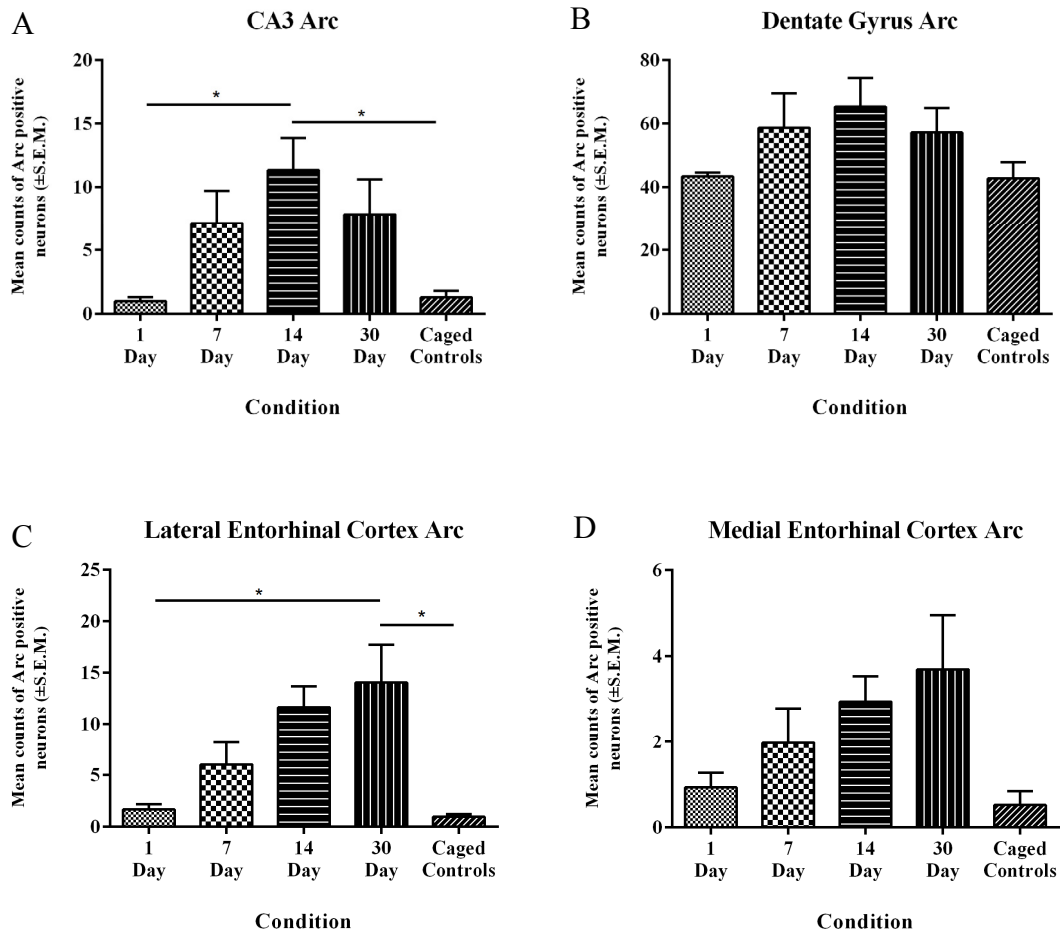 A
CA3 Arc
Mean counts of Arc positive
neurons (±S.E.M.)
20
15
10
5
0
*
*
1
Day
7
Day
14
Day
30
Day
Caged
Controls
Condition
B
Dentate Gyrus Arc
Mean counts of Arc positive
neurons (±S.E.M.)
80
60
40
20
0
1
Day
7
Day
14
Day
30
Day
Caged
Controls
Condition
C
Lateral Entorhinal Cortex Arc
Mean counts of Arc positive
neurons (±S.E.M.)
25
20
15
10
5
0
*
*
1
Day
7
Day
14
Day
30
Day
Caged
Controls
Condition
D
Medial Entorhinal Cortex Arc
Mean counts of Arc positive
neurons (±S.E.M.)
6
4
2
0
1
Day
7
Day
14
Day
30
Day
Caged
Controls
Condition